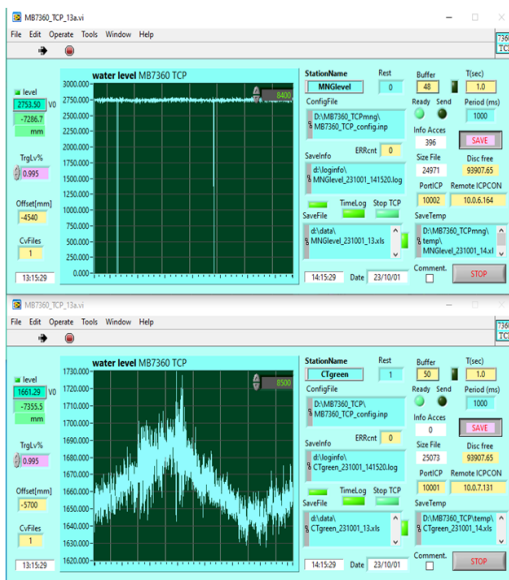 MB7360_TCP_13a.vi
File Edit Operate Tools Window Help
water level MB7360 TCP
8400
level
2753.50 V0
-7286.7
mm
TrgLv%
0.995
Offset[mm]
-4540
CvFiles
1
13:15:29
3000.000
2750.000
2500.000
2250.000
2000.000
1750.000
1500.000
1250.000
1000.000
750.000
500.000
250.000
0.000
StationName Rest
MNGlevel 0
ConfigFile
D:\MB7360_TCPmng\
MB7360_TCP_config.inp
ERRcnt 0
SaveInfo
d:\loginfo\
MNGlevel_231001_141520.log
TimeLog Stop TCP
SaveFile
d:\data\
MNGlevel_231001_13.xls
14:15:29 Date 23/10/01
Buffer T(sec)
48 1.0
Ready Send Period (ms)
1000
Info Acces
396 SAVE
Size File Disc free
24971 93907.65
PortICP Remote ICPCON
10002 10.0.6.164
SaveTemp
D:\MB7360_TCPmng\
temp\
MNGlevel_231001_14.xl
Comment.
STOP
MB7360_TCP_13a.vi
File Edit Operate Tools Window Help
water level MB7360 TCP
8500
level
1661.29 V0
-7355.5
mm
TrgLv%
0.995
Offset[mm]
-5700
CvFiles
1
13:15:29
1730.000
1720.000
1710.000
1700.000
1690.000
1680.000
1670.000
1660.000
1650.000
1640.000
1630.000
1620.000
StationName Rest
CTgreen 1
ConfigFile
D:\MB7360_TCP\
MB7360_TCP_config.inp
ERRcnt 0
SaveInfo
d:\loginfo\
CTgreen_231001_141520.log
TimeLog Stop TCP
SaveFile
d:\data\
CTgreen_231001_13.xls
14:15:29 Date 23/10/01
Buffer T(sec)
50 1.0
Ready Send Period (ms)
1000
Info Acces
0 SAVE
Size File Disc free
25073 93907.65
PortICP Remote ICPCON
10001 10.0.7.131
SaveTemp
D:\MB7360_TCP\temp\
CTgreen_231001_14.xls
Comment.
STOP